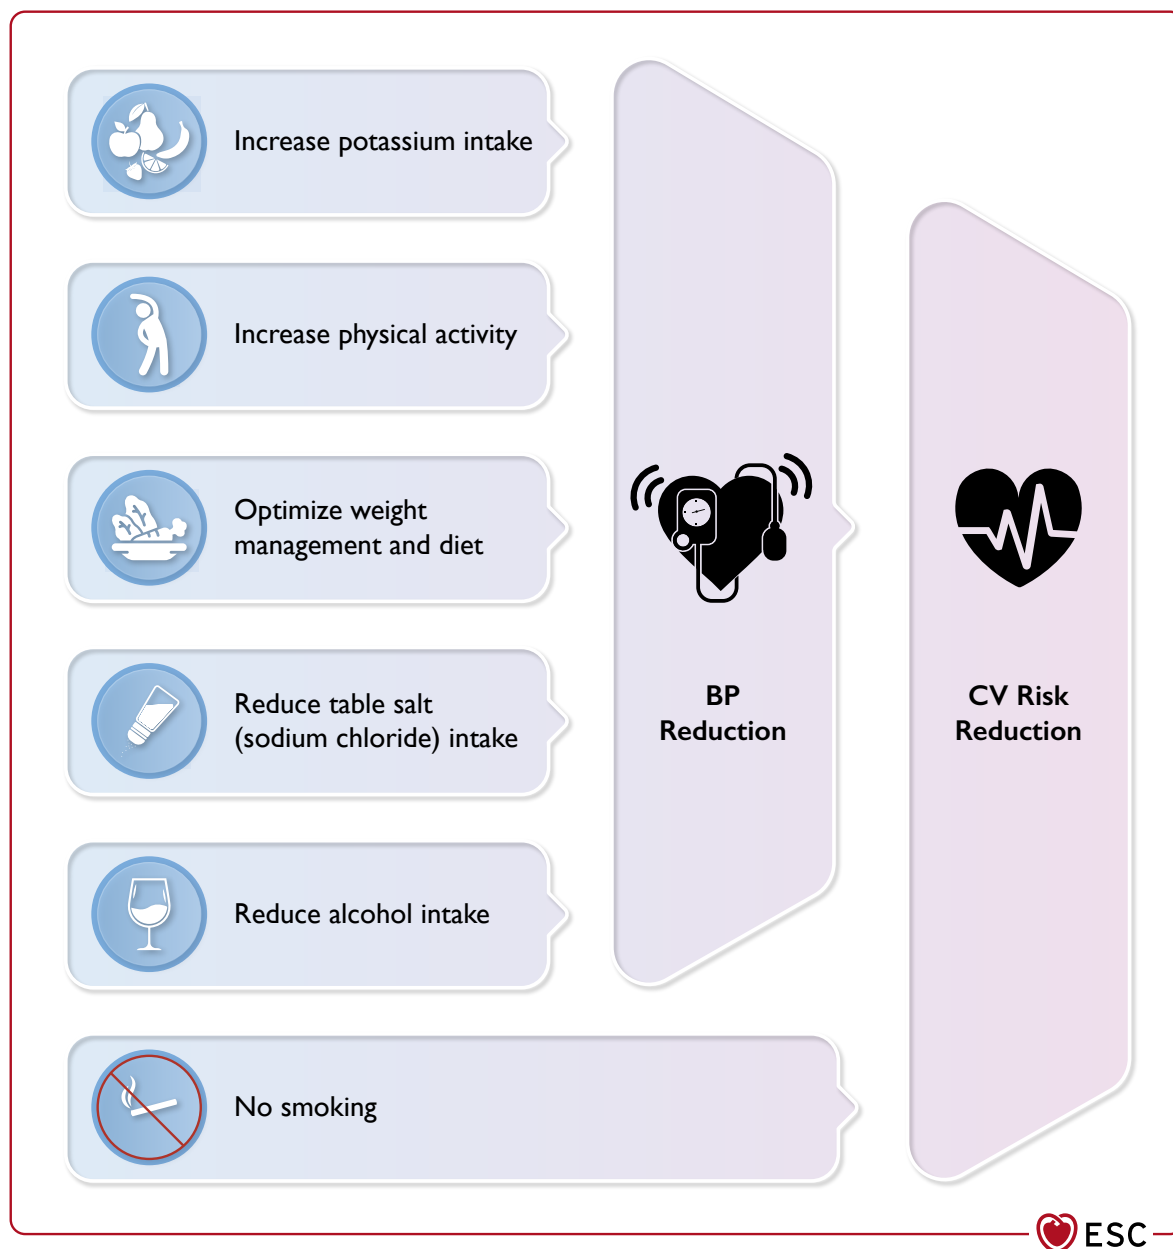 Increase potassium intake
Increase physical activity
Optimize weight
management and diet
Reduce table salt
(sodium chloride) intake
Reduce alcohol intake
No smoking
BP
Reduction
CV Risk
Reduction
ESC